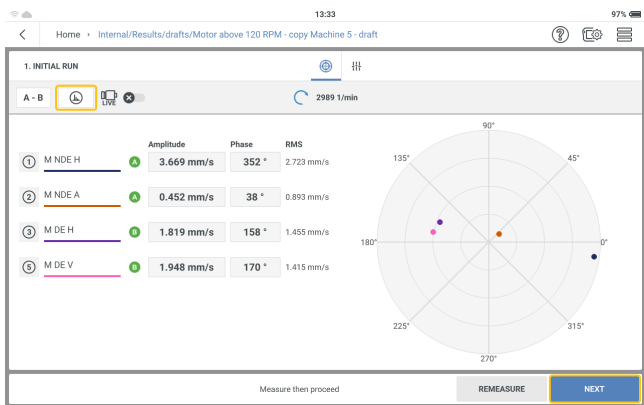 13:33
97%
Home › Internal/Results/drafts/Motor above 120 RPM - copy Machine 5 - draft
1. INITIAL RUN
A - B
LIVE
2989 1/min
Amplitude Phase RMS
1 M NDE H A 3.669 mm/s 352 ° 2.723 mm/s
2 M NDE A A 0.452 mm/s 38 ° 0.893 mm/s
3 M DE H B 1.819 mm/s 158 ° 1.455 mm/s
5 M DE V B 1.948 mm/s 170 ° 1.415 mm/s
90°
135° 45°
180° 0°
225° 315°
270°
Measure then proceed
REMEASURE
NEXT